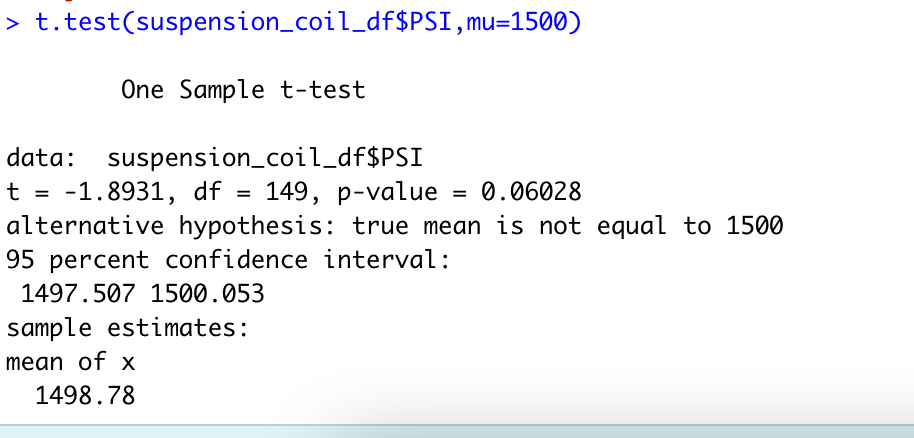 > t.test(suspension_coil_df$PSI,mu=1500)
One Sample t-test
data:  suspension_coil_df$PSI
t = -1.8931, df = 149, p-value = 0.06028
alternative hypothesis: true mean is not equal to 1500
95 percent confidence interval:
 1497.507 1500.053
sample estimates:
mean of x
  1498.78